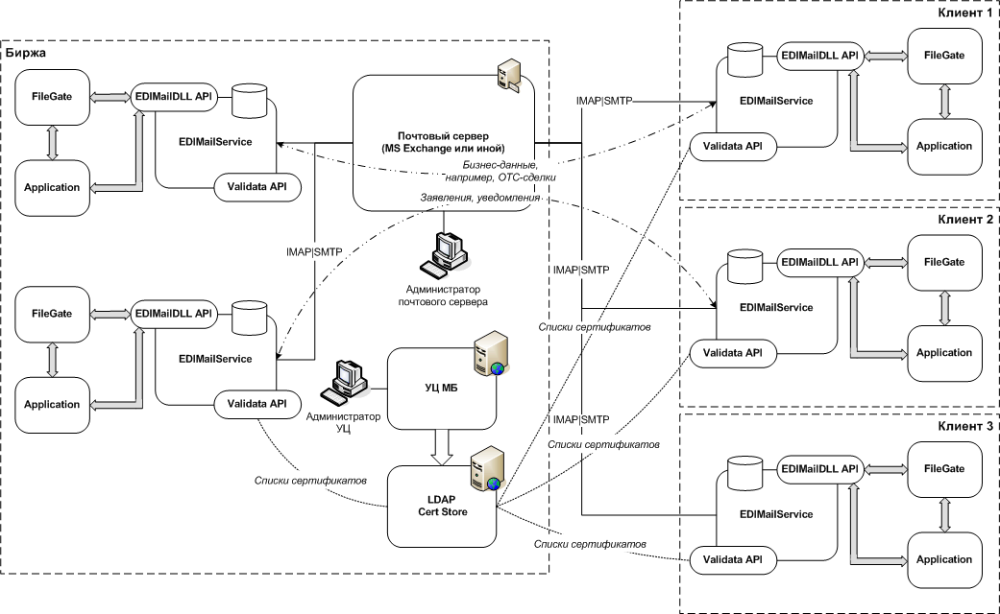 Биржа
FileGate
EDIMailDLL API
EDIMailService
Application
Validata API
Почтовый сервер
(MS Exchange или иной)
Бизнес-данные,
например, ОТС-сделки
Заявления, уведомления
IMAP|SMTP
Администратор
почтового сервера
FileGate
EDIMailDLL API
EDIMailService
Application
Validata API
УЦ МБ
Администратор
УЦ
LDAP
Cert Store
Списки сертификатов
IMAP|SMTP
IMAP|SMTP
Списки сертификатов
IMAP|SMTP
Списки сертификатов
Списки сертификатов
Клиент 1
EDIMailDLL API
FileGate
EDIMailService
Validata API
Application
Клиент 2
EDIMailDLL API
FileGate
EDIMailService
Validata API
Application
Клиент 3
EDIMailDLL API
FileGate
EDIMailService
Validata API
Application